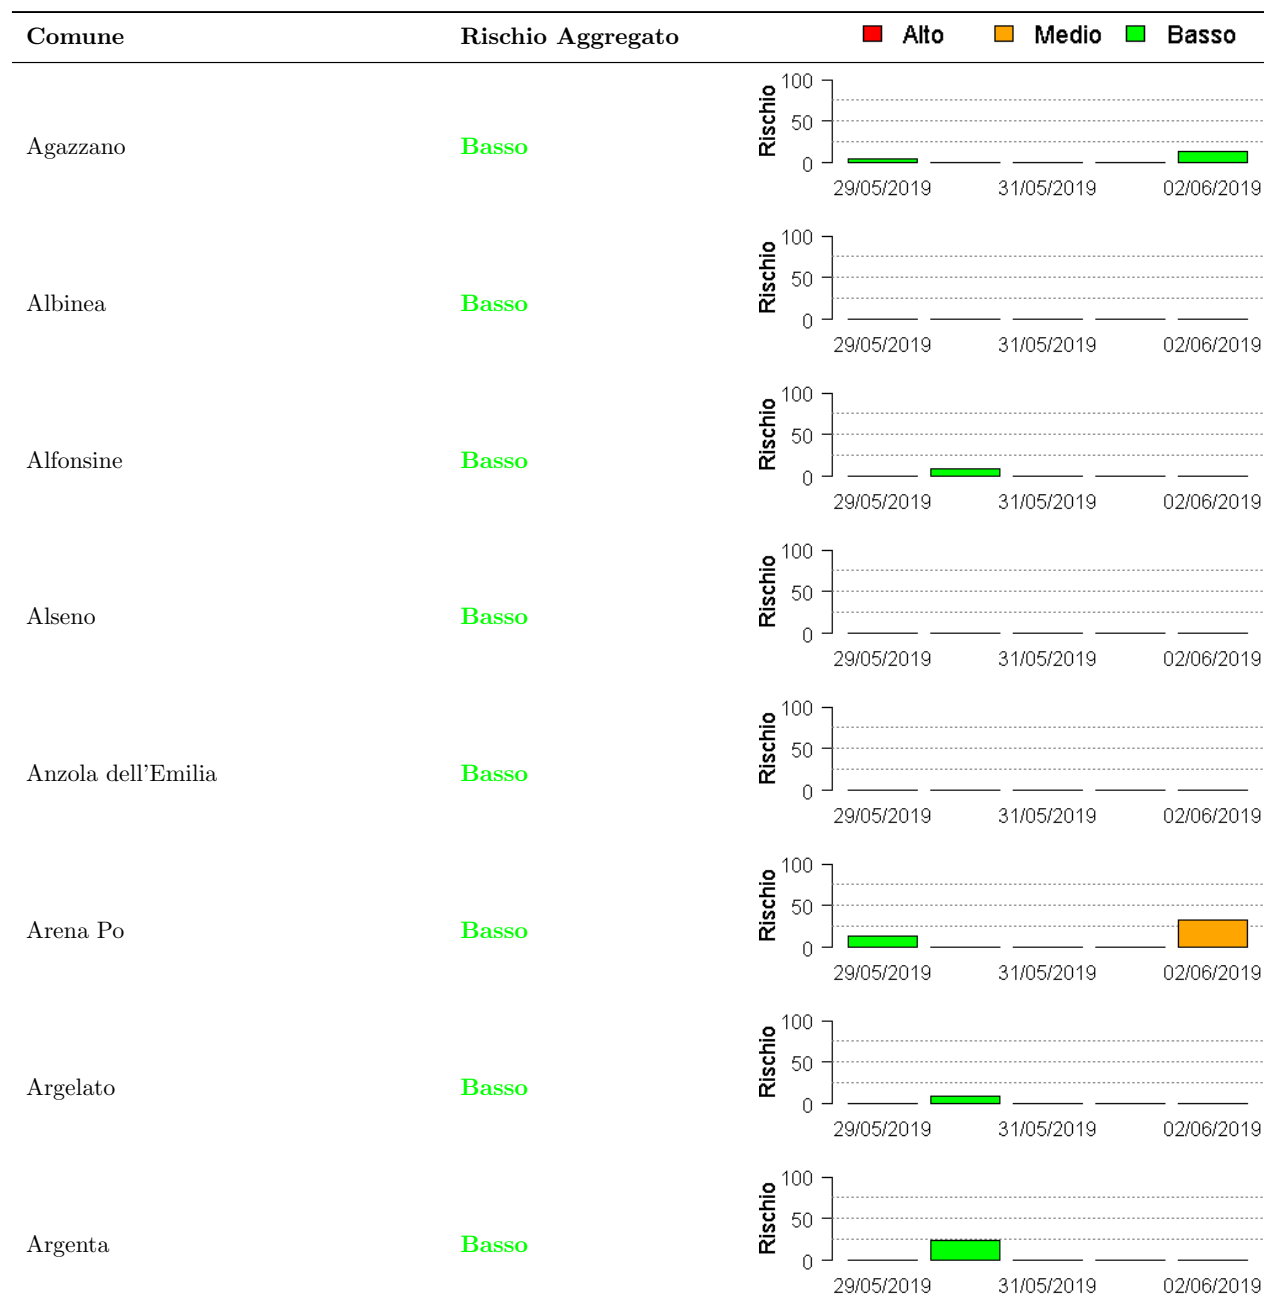 Comune Rischio Aggregato Alto Medio Basso
Agazzano Basso Rischio 100 50 0
29/05/2019 31/05/2019 02/06/2019
Albinea Basso Rischio 100 50 0
29/05/2019 31/05/2019 02/06/2019
Alfonsine Basso Rischio 100 50 0
29/05/2019 31/05/2019 02/06/2019
Alseno Basso Rischio 100 50 0
29/05/2019 31/05/2019 02/06/2019
Anzola dell'Emilia Basso Rischio 100 50 0
29/05/2019 31/05/2019 02/06/2019
Arena Po Basso Rischio 100 50 0
29/05/2019 31/05/2019 02/06/2019
Argelato Basso Rischio 100 50 0
29/05/2019 31/05/2019 02/06/2019
Argenta Basso Rischio 100 50 0
29/05/2019 31/05/2019 02/06/2019